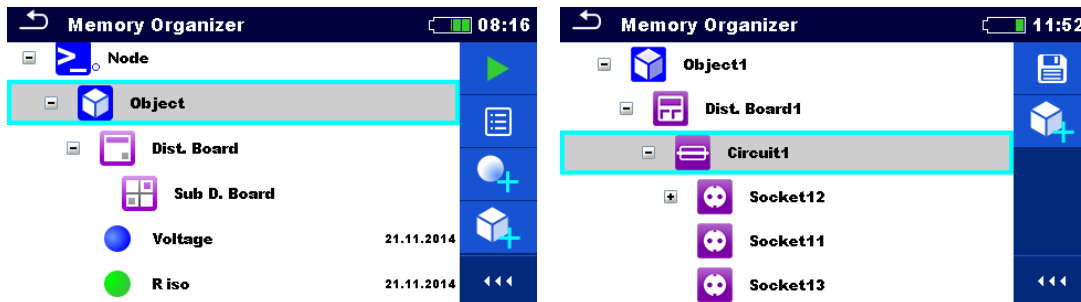 Memory Organizer 08:16
Node
Object
Dist. Board
Sub D. Board
Voltage 21.11.2014
R iso 21.11.2014
Memory Organizer 11:52
Object1
Dist. Board1
Circuit1
Socket12
Socket11
Socket13